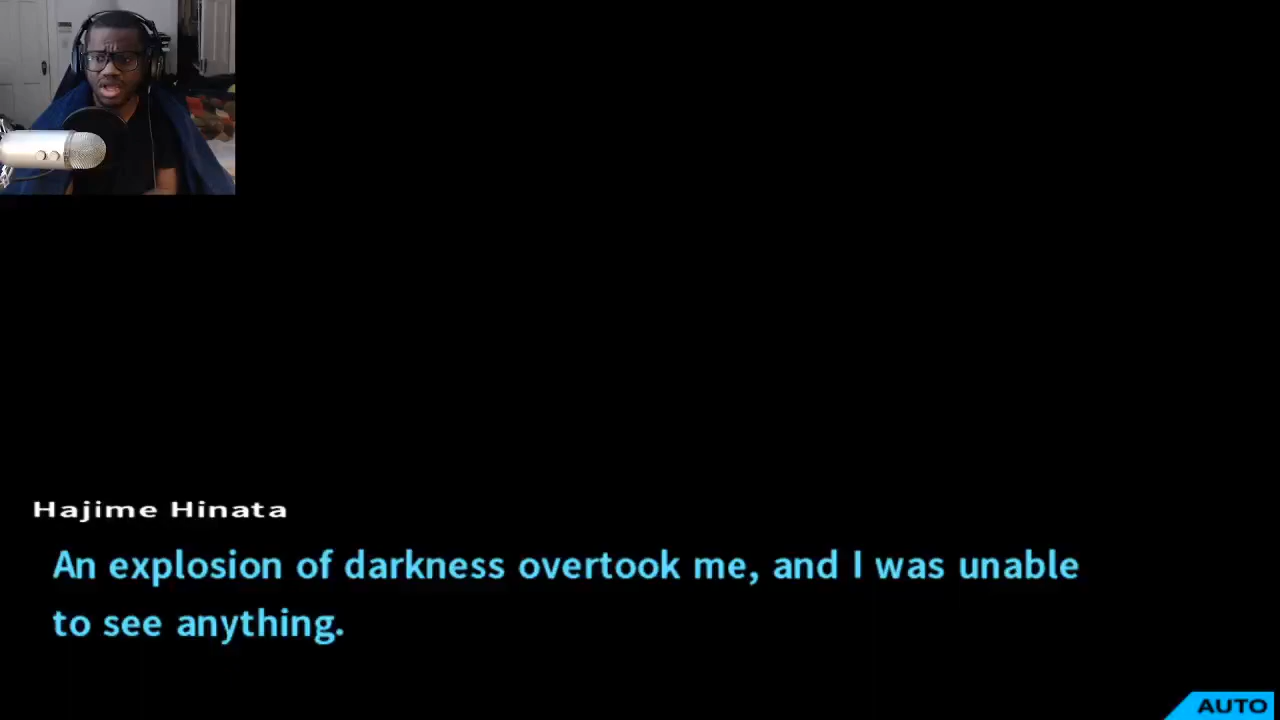 Hajime Hinata
An explosion of darkness overtook me, and I was unable
to see anything.
AUTO